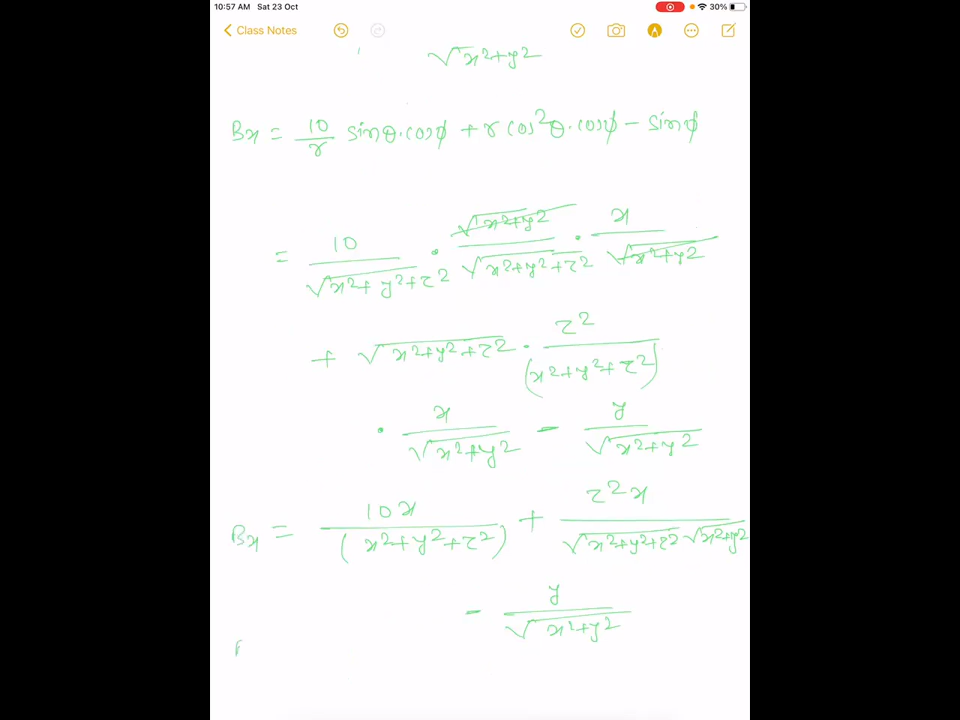 10:57 AM Sat 23 Oct 30%
Class Notes
√x²+y²
Bx = 10/r sinθ.cosϕ + r cos²θ.cosϕ - sinϕ
= 10/√x²+y²+z² . √x²+y²/√x²+y²+z² . x/√x²+y²
+ √x²+y²+z² . z²/(x²+y²+z²)
. x/√x²+y² - y/√x²+y²
Bx = 10x/(x²+y²+z²) + z²x/√x²+y²+z² √x²+y²
- y/√x²+y²